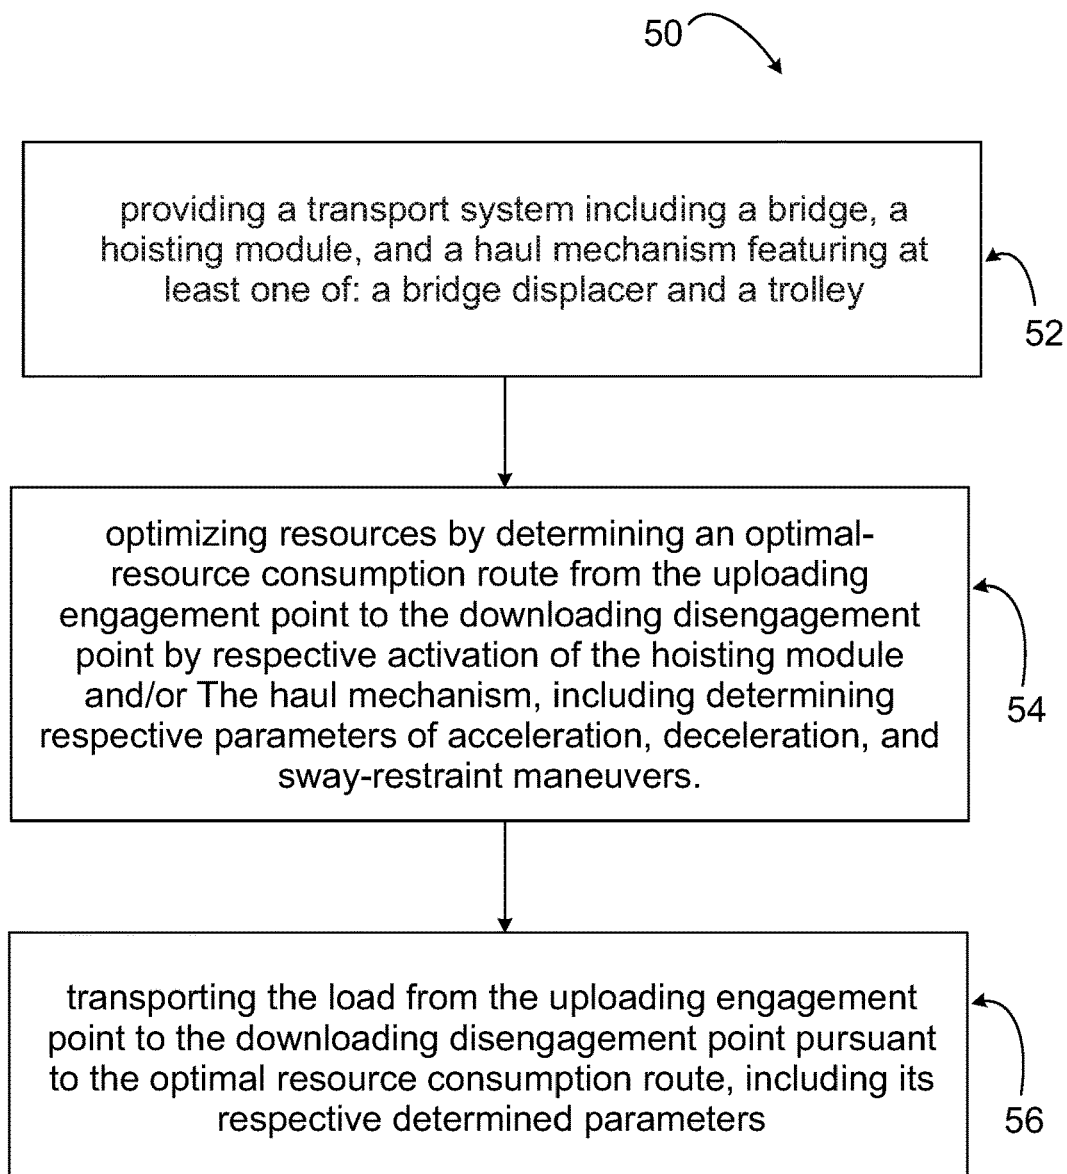 50
providing a transport system including a bridge, a
hoisting module, and a haul mechanism featuring at
least one of: a bridge displacer and a trolley
52
optimizing resources by determining an optimal-
resource consumption route from the uploading
engagement point to the downloading disengagement
point by respective activation of the hoisting module
and/or The haul mechanism, including determining
respective parameters of acceleration, deceleration, and
sway-restraint maneuvers.
54
transporting the load from the uploading engagement
point to the downloading disengagement point pursuant
to the optimal resource consumption route, including its
respective determined parameters
56